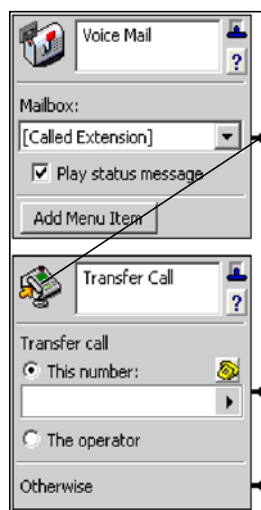 Voice Mail
?
Mailbox:
[Called Extension]
Play status message
Add Menu Item
Transfer Call
?
Transfer call
This number:
The operator
Otherwise